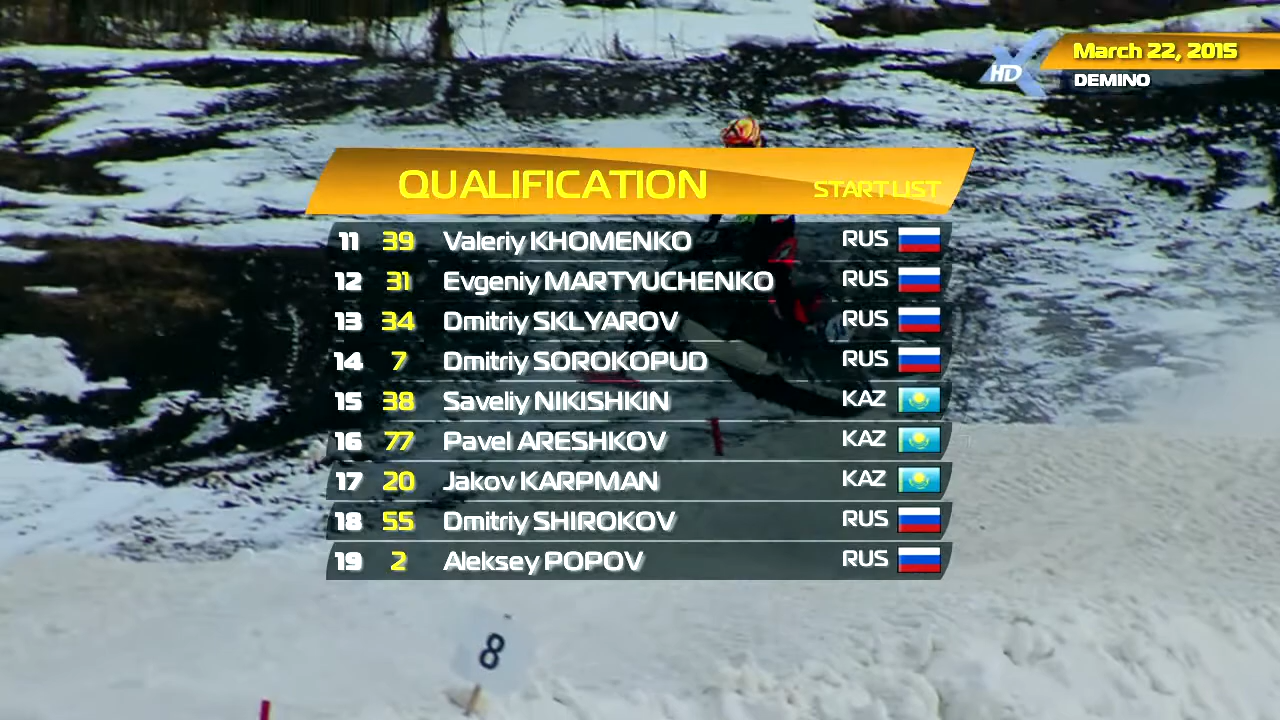 March 22, 2015
HD X
DEMINO
QUALIFICATION START LIST
11 39 Valeriy KHOMENKO RUS
12 31 Evgeniy MARTYUCHENKO RUS
13 34 Dmitriy SKLYAROV RUS
14 7 Dmitriy SOROKOPUD RUS
15 38 Saveliy NIKISHKIN KAZ
16 77 Pavel ARESHKOV KAZ
17 20 Jakov KARPMAN KAZ
18 55 Dmitriy SHIROKOV RUS
19 2 Aleksey POPOV RUS
8